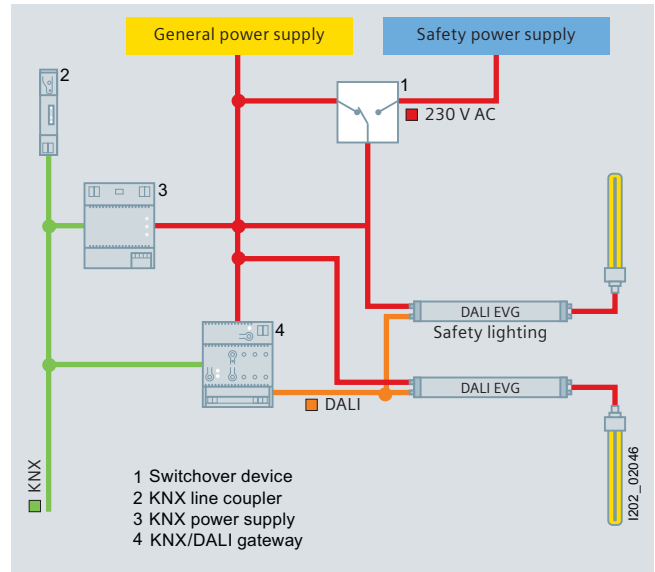 General power supply
Safety power supply
2
1
230 V AC
3
4
DALI EVG
Safety lighting
DALI EVG
DALI
KNX
1 Switchover device
2 KNX line coupler
3 KNX power supply
4 KNX/DALI gateway
I202_02046